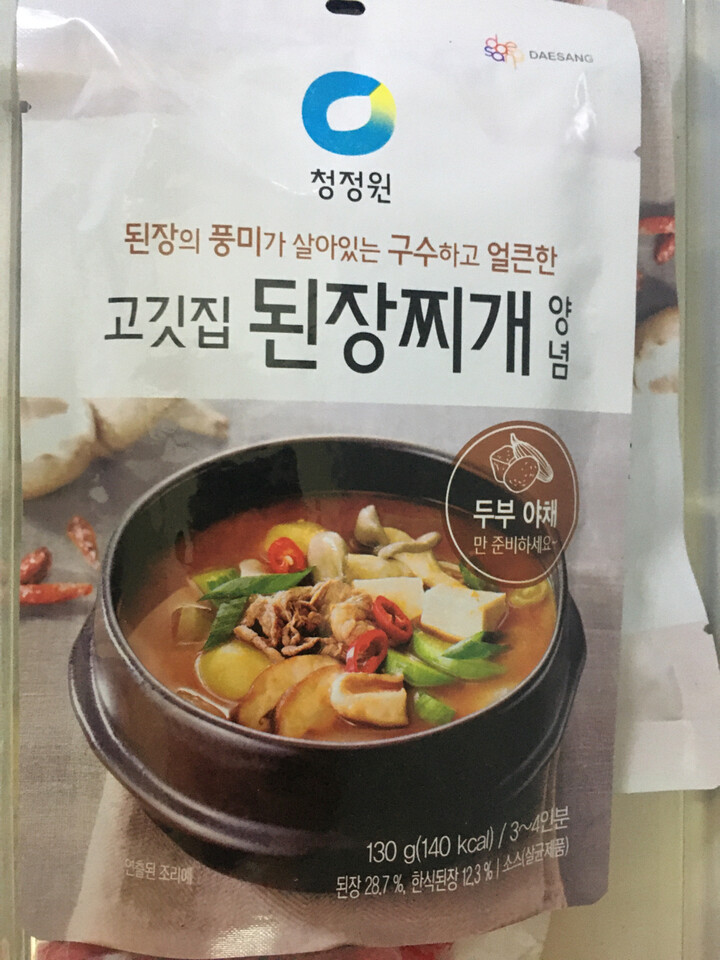 daesang DAESANG
청정원
된장의 풍미가 살아있는 구수하고 얼큰한
고깃집 된장찌개 양념
두부 야채
만 준비하세요~
130 g(140 kcal) / 3~4인분
된장 28.7 %, 한식된장 12.3 % | 소스(살균제품)
연출된 조리예